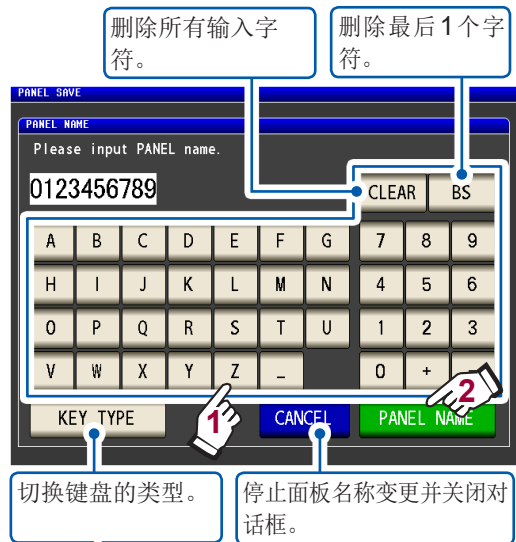 删除所有输入字
符。
删除最后1个字
符。
PANEL SAVE
PANEL NAME
Please input PANEL name.
0123456789
CLEAR BS
A B C D E F G 7 8 9
H I J K L M N 4 5 6
O P Q R S T U 1 2 3
V W X Y Z _ 0 +
1
2
KEY TYPE CANCEL PANEL NAME
切换键盘的类型。
停止面板名称变更并关闭对
话框。